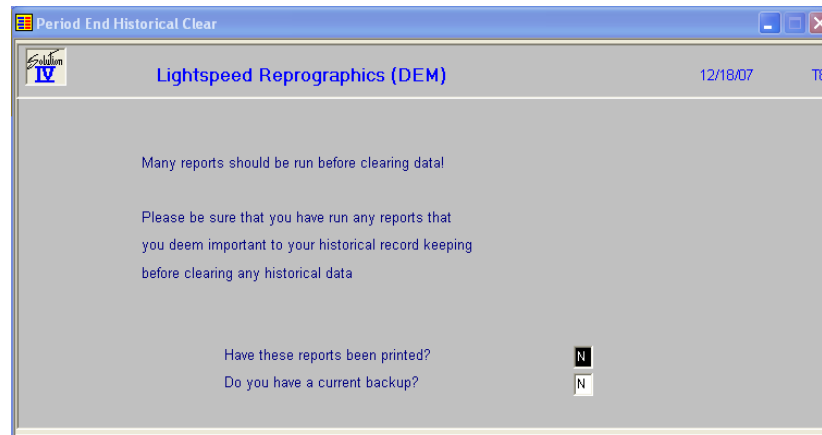 Period End Historical Clear
Solution
IV
Lightspeed Reprographics (DEM)
12/18/07
Many reports should be run before clearing data!
Please be sure that you have run any reports that
you deem important to your historical record keeping
before clearing any historical data
Have these reports been printed? N
Do you have a current backup? N